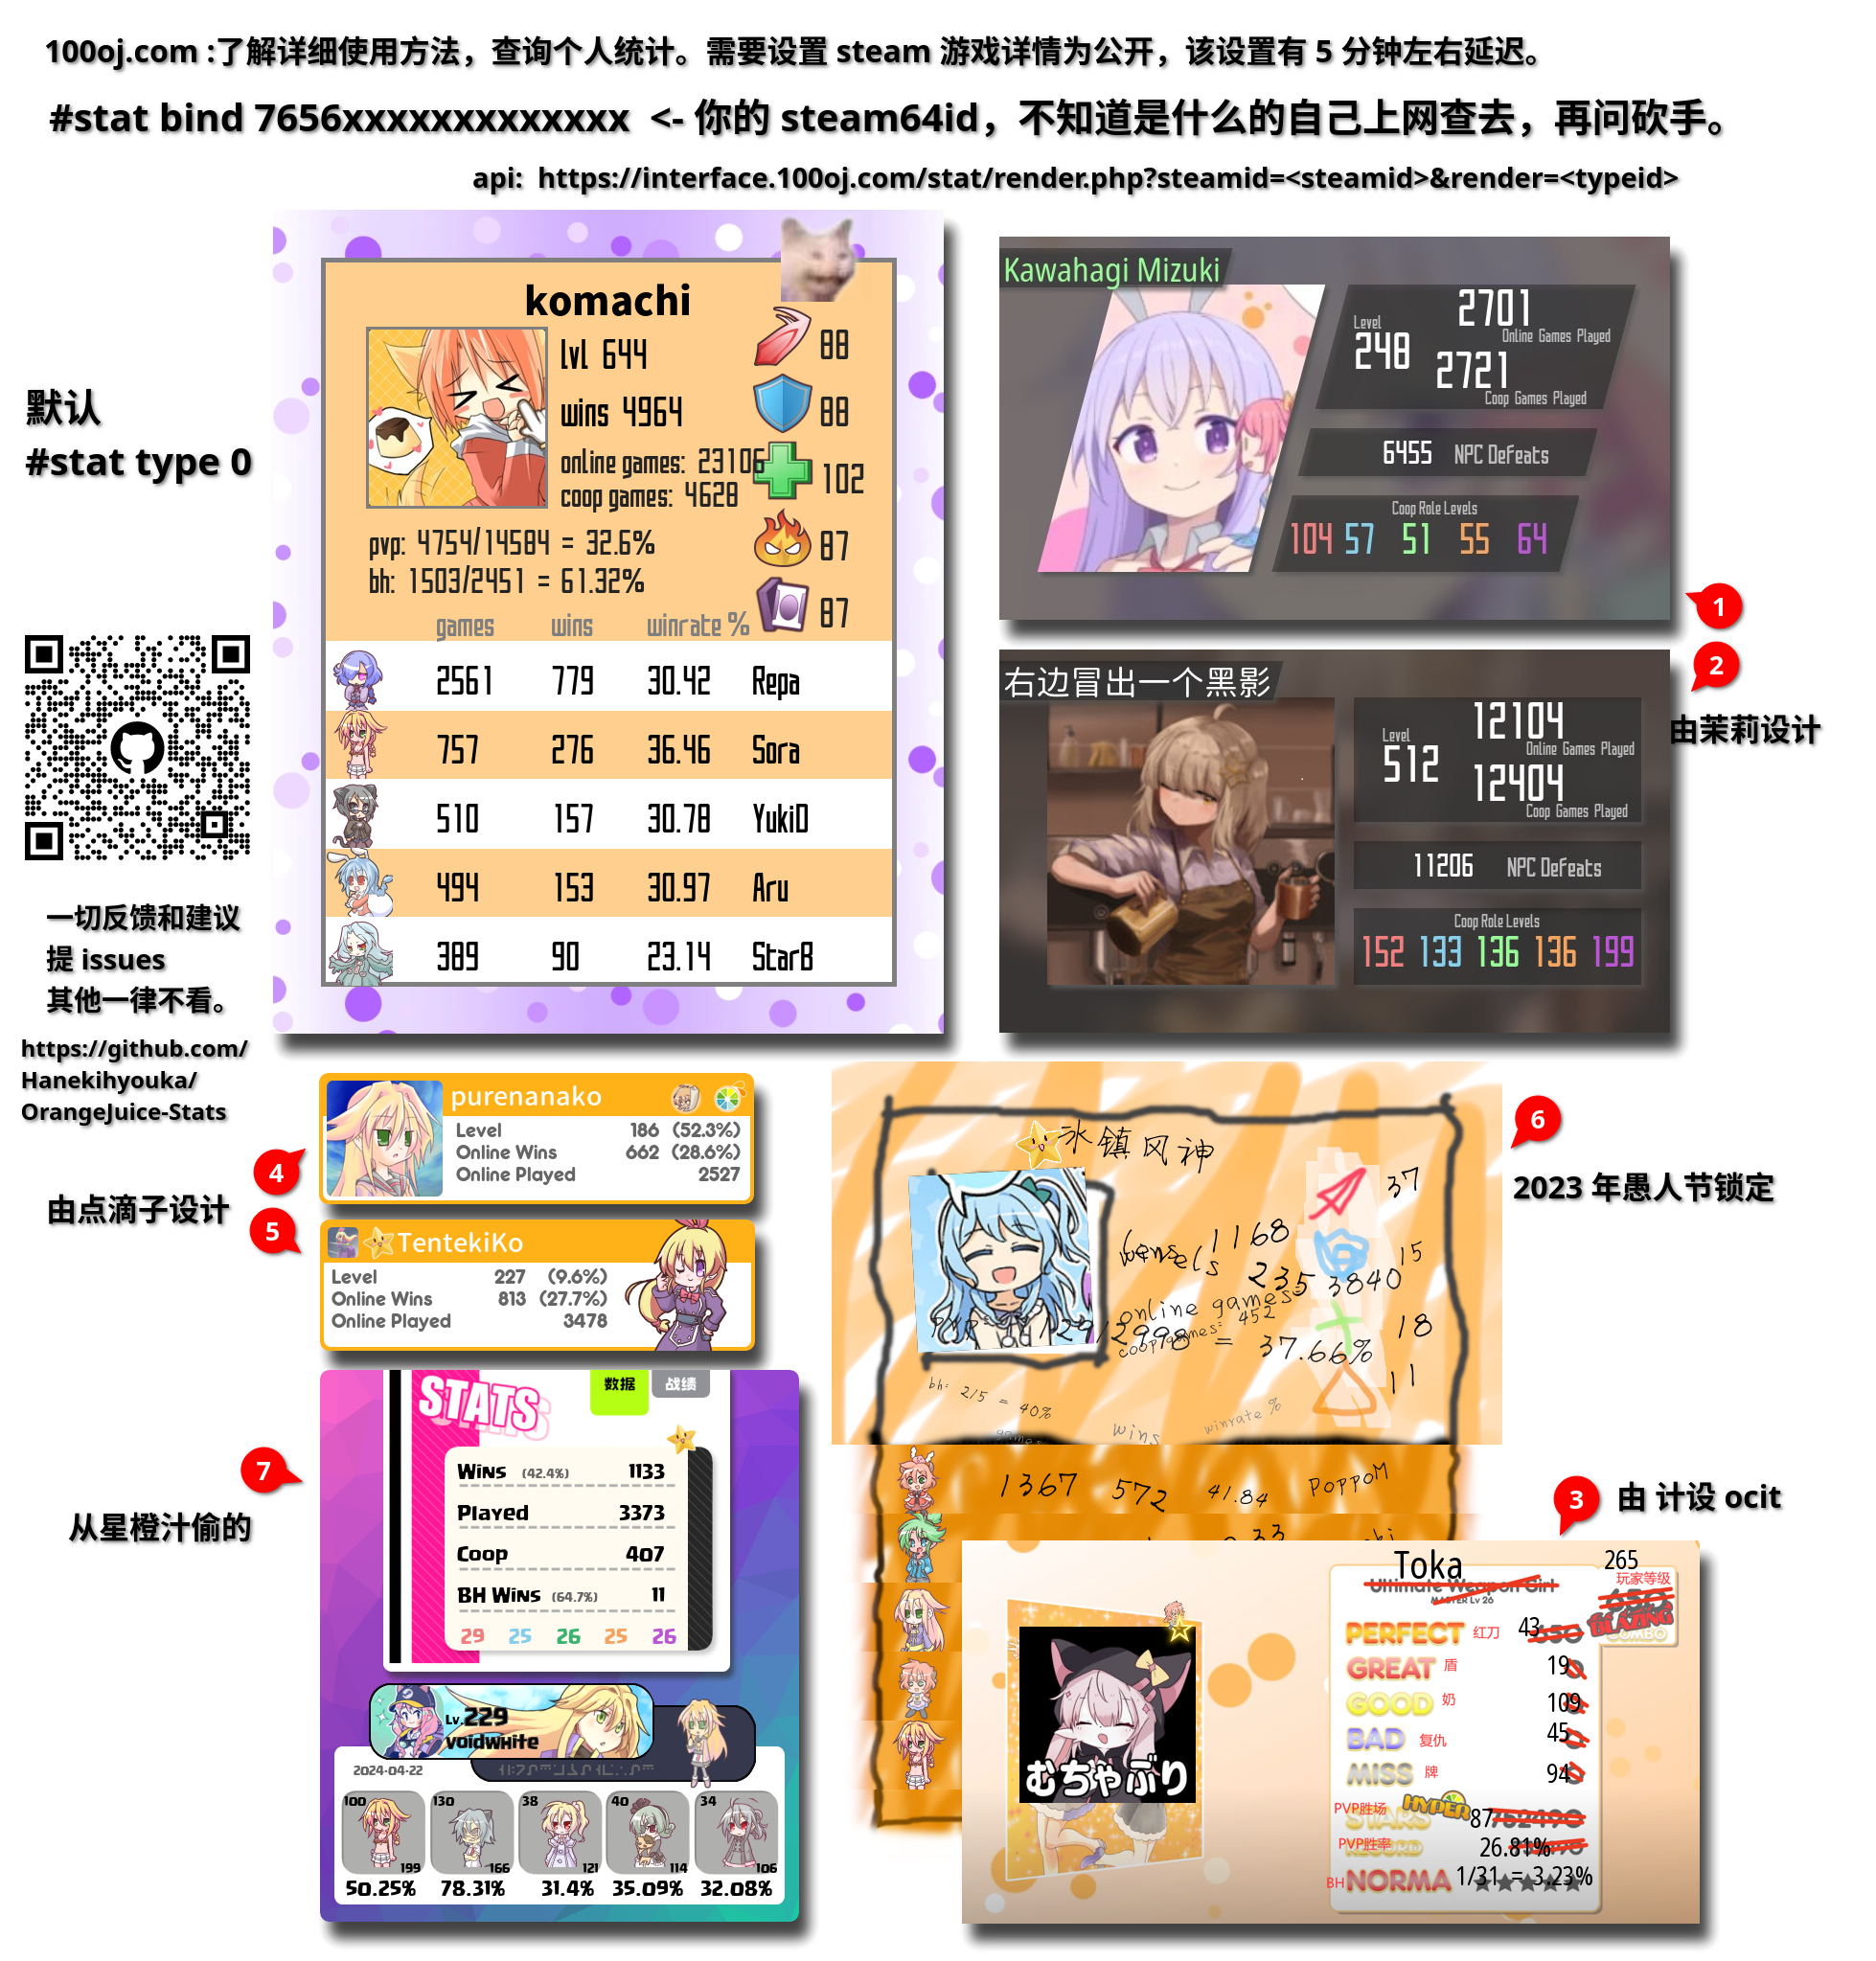 100oj.com :了解详细使用方法，查询个人统计。需要设置 steam 游戏详情为公开，该设置有 5 分钟左右延迟。
#stat bind 7656xxxxxxxxxxxxx <- 你的 steam64id，不知道是什么的自己上网查去，再问砍手。
api: https://interface.100oj.com/stat/render.php?steamid=<steamid>&render=<typeid>
默认
#stat type 0
komachi
lvl 644
wins 4964
online games: 23106
coop games: 4628
pvp: 4754/14584 = 32.6%
bh: 1503/2451 = 61.32%
88
88
102
87
87
games wins winrate %
2561 779 30.42 Repa
757 276 36.46 Sora
510 157 30.78 YukiD
494 153 30.97 Aru
389 90 23.14 StarB
Kawahagi Mizuki
Level
248
2701
Online Games Played
2721
Coop Games Played
6455 NPC Defeats
Coop Role Levels
104 57 51 55 64
1
2
由茉莉设计
右边冒出一个黑影
Level
512
12104
Online Games Played
12404
Coop Games Played
11206 NPC Defeats
Coop Role Levels
152 133 136 136 199
一切反馈和建议
提 issues
其他一律不看。
https://github.com/
Hanekihyouka/
OrangeJuice-Stats
4
由点滴子设计
5
purenanako
Level 186 (52.3%)
Online Wins 662 (28.6%)
Online Played 2527
TentekiKo
Level 227 (9.6%)
Online Wins 813 (27.7%)
Online Played 3478
7
从星橙汁偷的
STATS
数据 战绩
Wins (42.4%) 1133
Played 3373
Coop 407
BH Wins (64.7%) 11
29 25 26 25 26
Lv.229
voidwhite
2024-04-22
100 130 38 40 34
199 166 121 114 106
50.25% 78.31% 31.4% 35.09% 32.08%
6
2023 年愚人节锁定
冰镇风神
1168
235
online games: 3840
coop games: 452
2998 = 37.66%
bh: 2/5 = 40%
37
15
18
11
games wins winrate %
1367 572 41.84 PoppoM
3
由 计设 ocit
Toka
265
玩家等级
Ultimate Weapon Girl
MASTER Lv 26
PERFECT 红刀 43
GREAT 盾 19
GOOD 奶 109
BAD 复仇 45
MISS 牌 94
PVP胜场 STARS HYPER 87
PVP胜率 RECORD 26.81%
BH NORMA 1/31 = 3.23%
BLAZING
COMBO
むちゃぶり